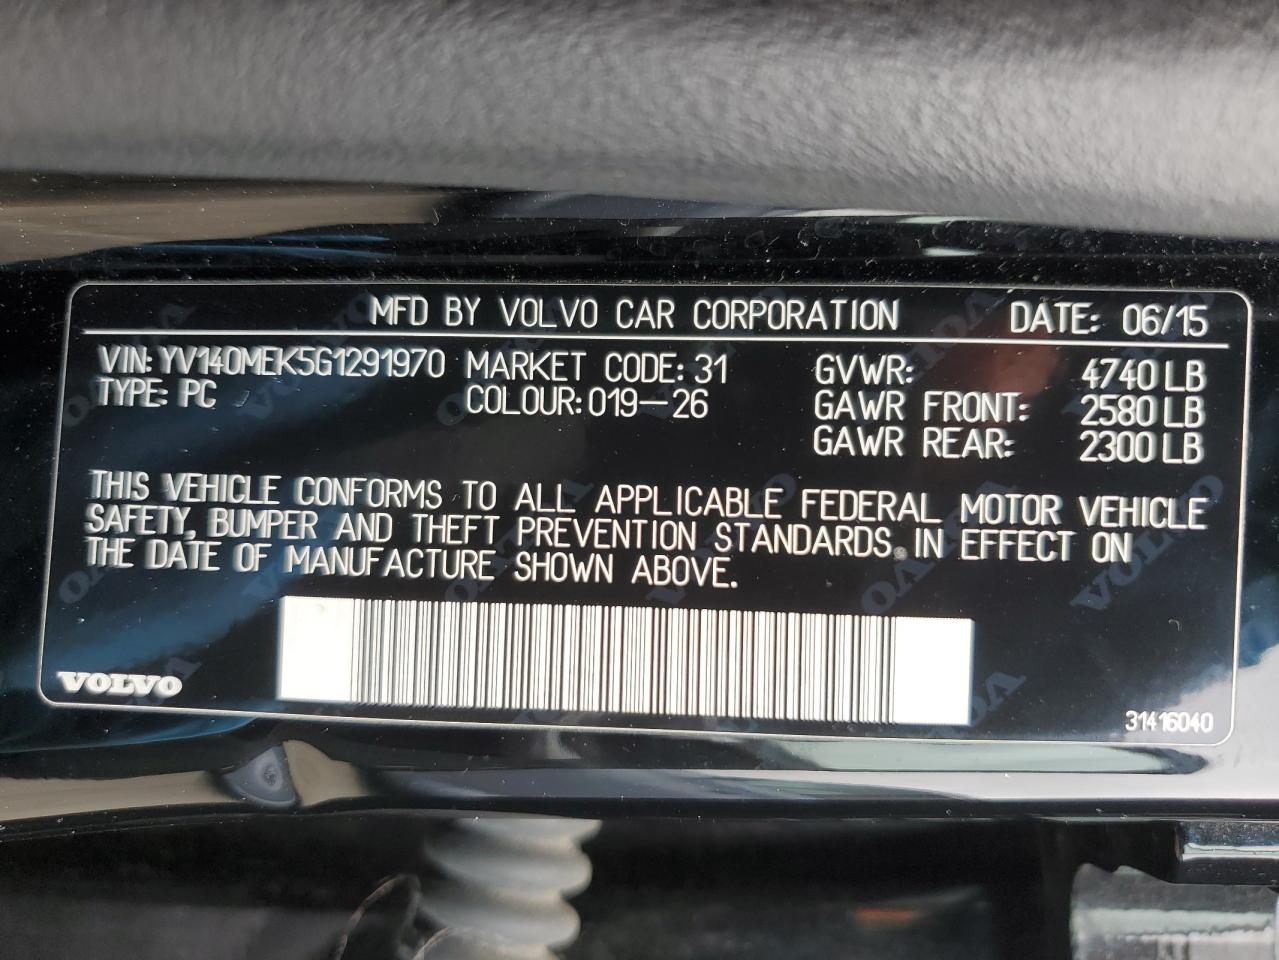 MFD BY VOLVO CAR CORPORATION DATE: 06/15
VIN: YV140MEK5G1291970 MARKET CODE: 31 GVWR: 4740 LB
TYPE: PC COLOUR: 019-26 GAWR FRONT: 2580 LB
GAWR REAR: 2300 LB
THIS VEHICLE CONFORMS TO ALL APPLICABLE FEDERAL MOTOR VEHICLE
SAFETY, BUMPER AND THEFT PREVENTION STANDARDS IN EFFECT ON
THE DATE OF MANUFACTURE SHOWN ABOVE.
VOLVO
31416040